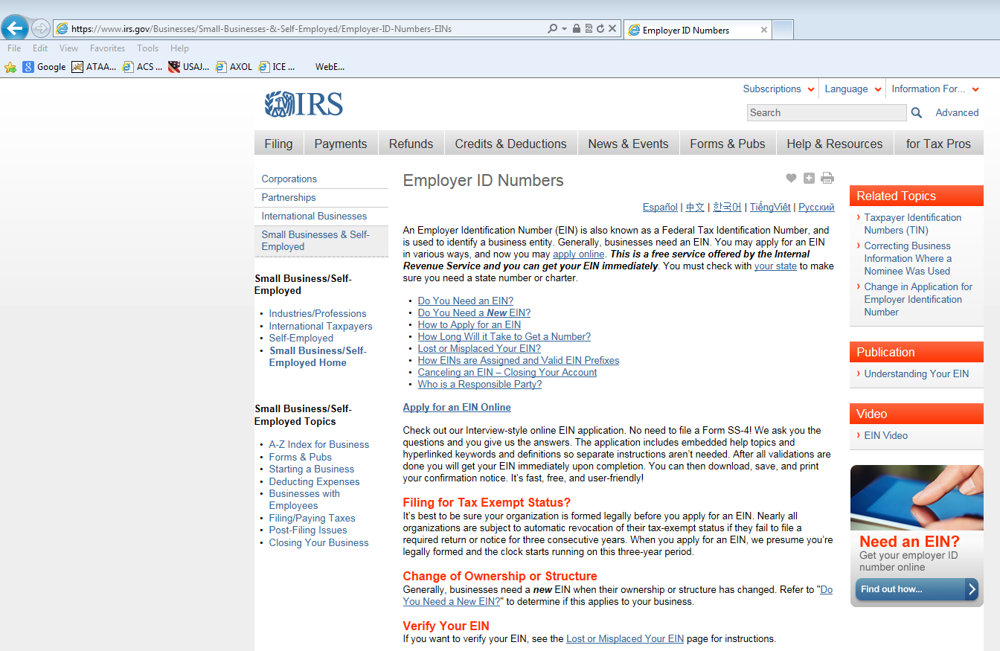 https://www.irs.gov/Businesses/Small-Businesses-&-Self-Employed/Employer-ID-Numbers-EINs
Employer ID Numbers
File Edit View Favorites Tools Help
Google ATAA... ACS ... USAJ... AXOL ICE ... WebE...
Subscriptions Language Information For...
IRS
Search Advanced
Filing Payments Refunds Credits & Deductions News & Events Forms & Pubs Help & Resources for Tax Pros
Corporations
Partnerships
International Businesses
Small Businesses & Self-
Employed
Small Business/Self-
Employed
• Industries/Professions
• International Taxpayers
• Self-Employed
• Small Business/Self-
Employed Home
Small Business/Self-
Employed Topics
• A-Z Index for Business
• Forms & Pubs
• Starting a Business
• Deducting Expenses
• Businesses with
Employees
• Filing/Paying Taxes
• Post-Filing Issues
• Closing Your Business
Employer ID Numbers
Español | 中文 | 한국어 | TiếngViệt | Русский
An Employer Identification Number (EIN) is also known as a Federal Tax Identification Number, and
is used to identify a business entity. Generally, businesses need an EIN. You may apply for an EIN
in various ways, and now you may apply online. This is a free service offered by the Internal
Revenue Service and you can get your EIN immediately. You must check with your state to make
sure you need a state number or charter.
• Do You Need an EIN?
• Do You Need a New EIN?
• How to Apply for an EIN
• How Long Will it Take to Get a Number?
• Lost or Misplaced Your EIN?
• How EINs are Assigned and Valid EIN Prefixes
• Canceling an EIN – Closing Your Account
• Who is a Responsible Party?
Apply for an EIN Online
Check out our Interview-style online EIN application. No need to file a Form SS-4! We ask you the
questions and you give us the answers. The application includes embedded help topics and
hyperlinked keywords and definitions so separate instructions aren’t needed. After all validations are
done you will get your EIN immediately upon completion. You can then download, save, and print
your confirmation notice. It’s fast, free, and user-friendly!
Filing for Tax Exempt Status?
It’s best to be sure your organization is formed legally before you apply for an EIN. Nearly all
organizations are subject to automatic revocation of their tax-exempt status if they fail to file a
required return or notice for three consecutive years. When you apply for an EIN, we presume you’re
legally formed and the clock starts running on this three-year period.
Change of Ownership or Structure
Generally, businesses need a new EIN when their ownership or structure has changed. Refer to "Do
You Need a New EIN?" to determine if this applies to your business.
Verify Your EIN
If you want to verify your EIN, see the Lost or Misplaced Your EIN page for instructions.
Related Topics
Taxpayer Identification
Numbers (TIN)
Correcting Business
Information Where a
Nominee Was Used
Change in Application for
Employer Identification
Number
Publication
Understanding Your EIN
Video
EIN Video
Need an EIN?
Get your employer ID
number online
Find out how...